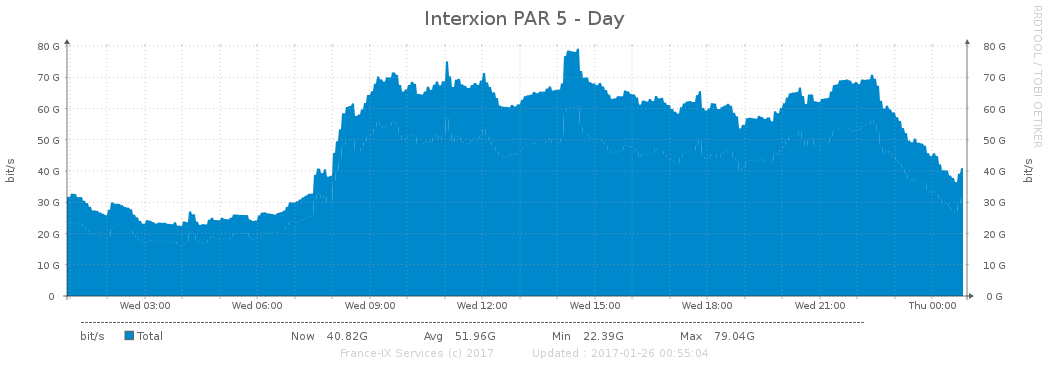 Interxion PAR 5 - Day
RRDTOOL / TOBI OETIKER
bit/s
80 G 80 G
70 G 70 G
60 G 60 G
50 G 50 G
40 G 40 G
30 G 30 G
20 G 20 G
10 G 10 G
0 0 G
bit/s
Wed 03:00 Wed 06:00 Wed 09:00 Wed 12:00 Wed 15:00 Wed 18:00 Wed 21:00 Thu 00:00
bit/s Total Now 40.82G Avg 51.96G Min 22.39G Max 79.04G
France-IX Services (c) 2017 Updated : 2017-01-26 00:55:04